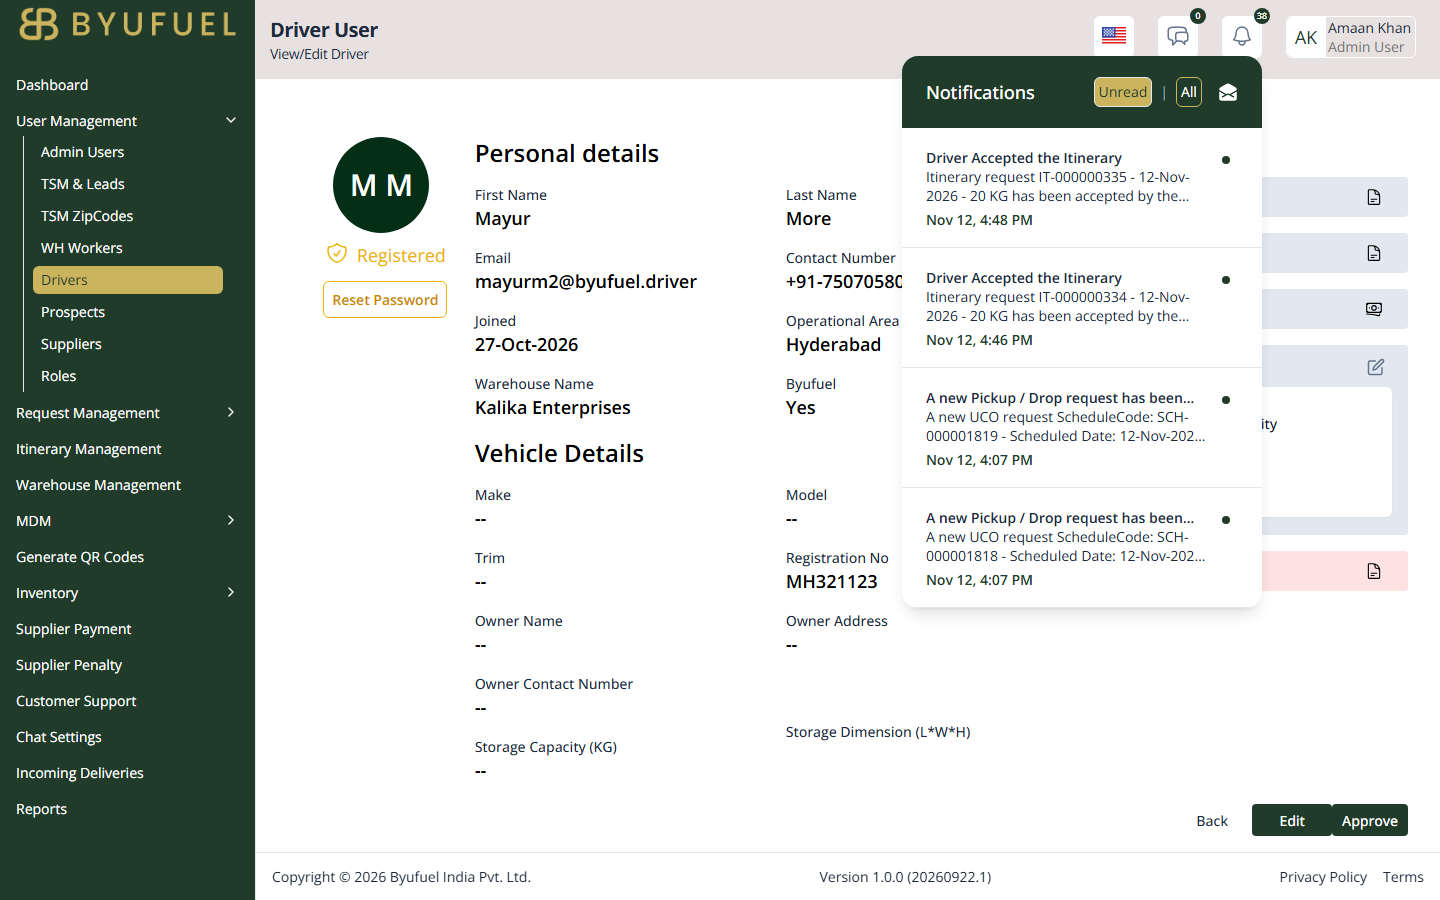 BYUFUEL
Dashboard
User Management
Admin Users
TSM & Leads
TSM ZipCodes
WH Workers
Drivers
Prospects
Suppliers
Roles
Request Management
Itinerary Management
Warehouse Management
MDM
Generate QR Codes
Inventory
Supplier Payment
Supplier Penalty
Customer Support
Chat Settings
Incoming Deliveries
Reports
Driver User
View/Edit Driver
0
38
AK
Amaan Khan
Admin User
M M
Registered
Reset Password
Personal details
First Name
Mayur
Last Name
More
Email
mayurm2@byufuel.driver
Contact Number
+91-75070580
Joined
27-Oct-2026
Operational Area
Hyderabad
Warehouse Name
Kalika Enterprises
Byufuel
Yes
Vehicle Details
Make
--
Model
--
Trim
--
Registration No
MH321123
Owner Name
--
Owner Address
--
Owner Contact Number
--
Storage Capacity (KG)
--
Storage Dimension (L*W*H)
Notifications
Unread | All
Driver Accepted the Itinerary
Itinerary request IT-000000335 - 12-Nov-
2026 - 20 KG has been accepted by the...
Nov 12, 4:48 PM
Driver Accepted the Itinerary
Itinerary request IT-000000334 - 12-Nov-
2026 - 20 KG has been accepted by the...
Nov 12, 4:46 PM
A new Pickup / Drop request has been...
A new UCO request ScheduleCode: SCH-
000001819 - Scheduled Date: 12-Nov-202...
Nov 12, 4:07 PM
A new Pickup / Drop request has been...
A new UCO request ScheduleCode: SCH-
000001818 - Scheduled Date: 12-Nov-202...
Nov 12, 4:07 PM
ity
Back
Edit
Approve
Copyright © 2026 Byufuel India Pvt. Ltd.
Version 1.0.0 (20260922.1)
Privacy Policy
Terms